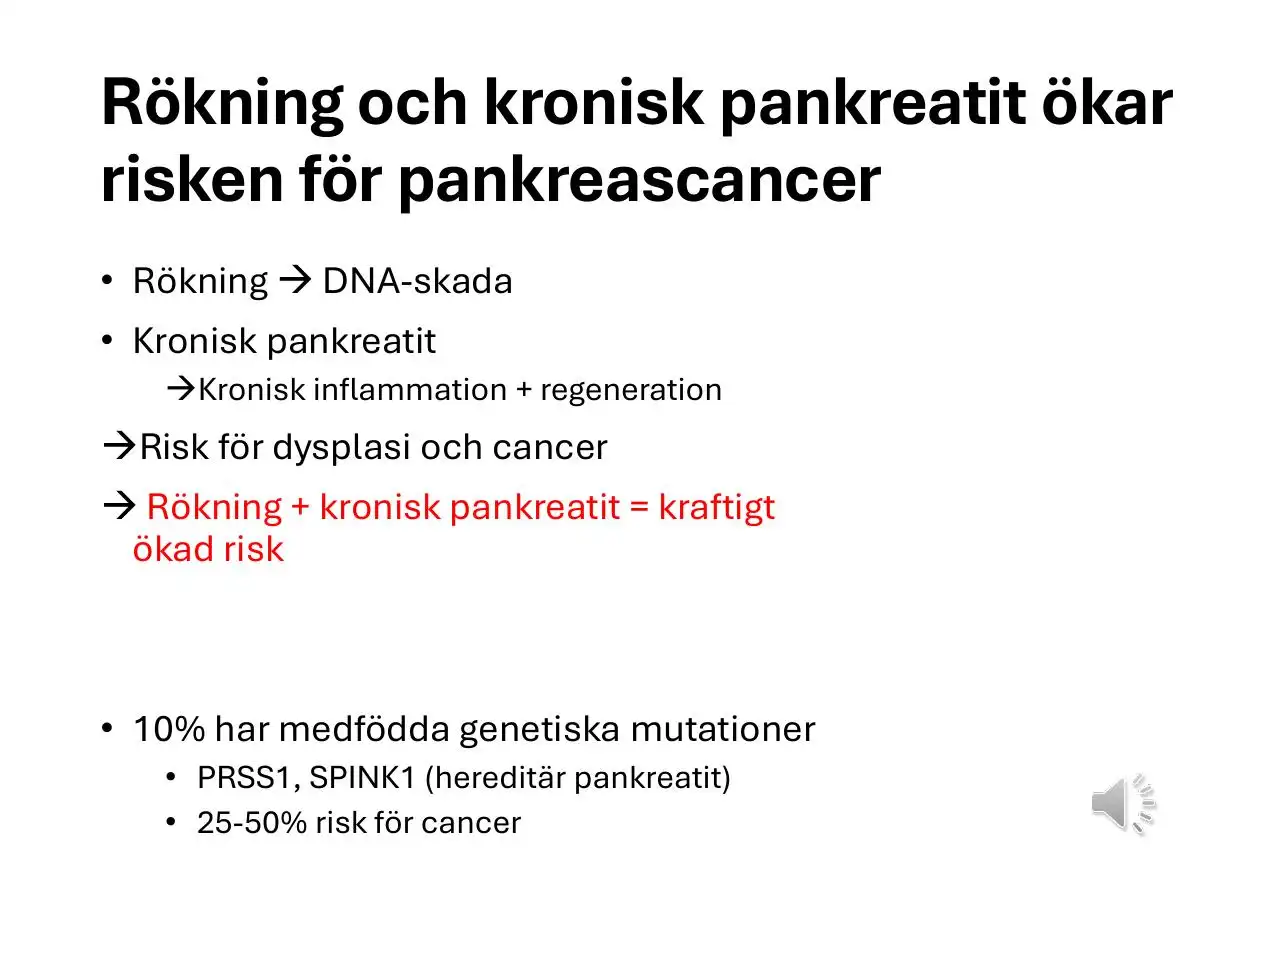 Rökning och kronisk pankreatit ökar
risken för pankreascancer
• Rökning → DNA-skada
• Kronisk pankreatit
→Kronisk inflammation + regeneration
→Risk för dysplasi och cancer
→ Rökning + kronisk pankreatit = kraftigt
ökad risk
• 10% har medfödda genetiska mutationer
• PRSS1, SPINK1 (hereditär pankreatit)
• 25-50% risk för cancer